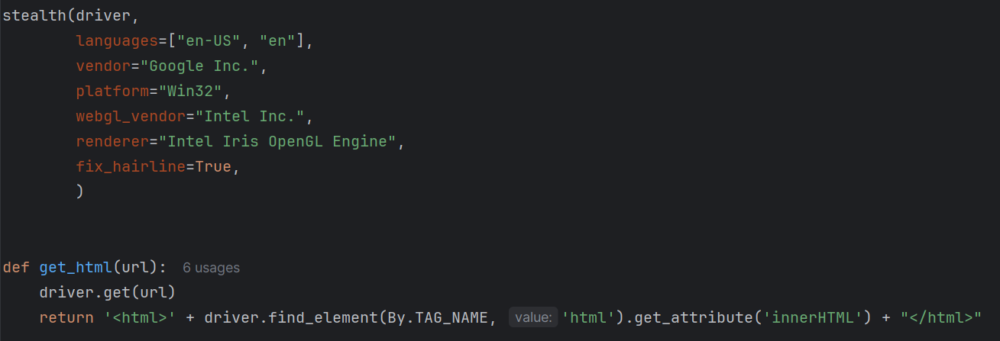 stealth(driver,
        languages=["en-US", "en"],
        vendor="Google Inc.",
        platform="Win32",
        webgl_vendor="Intel Inc.",
        renderer="Intel Iris OpenGL Engine",
        fix_hairline=True,
        )
def get_html(url):  6 usages
    driver.get(url)
    return '<html>' + driver.find_element(By.TAG_NAME, value: 'html').get_attribute('innerHTML') + "</html>"